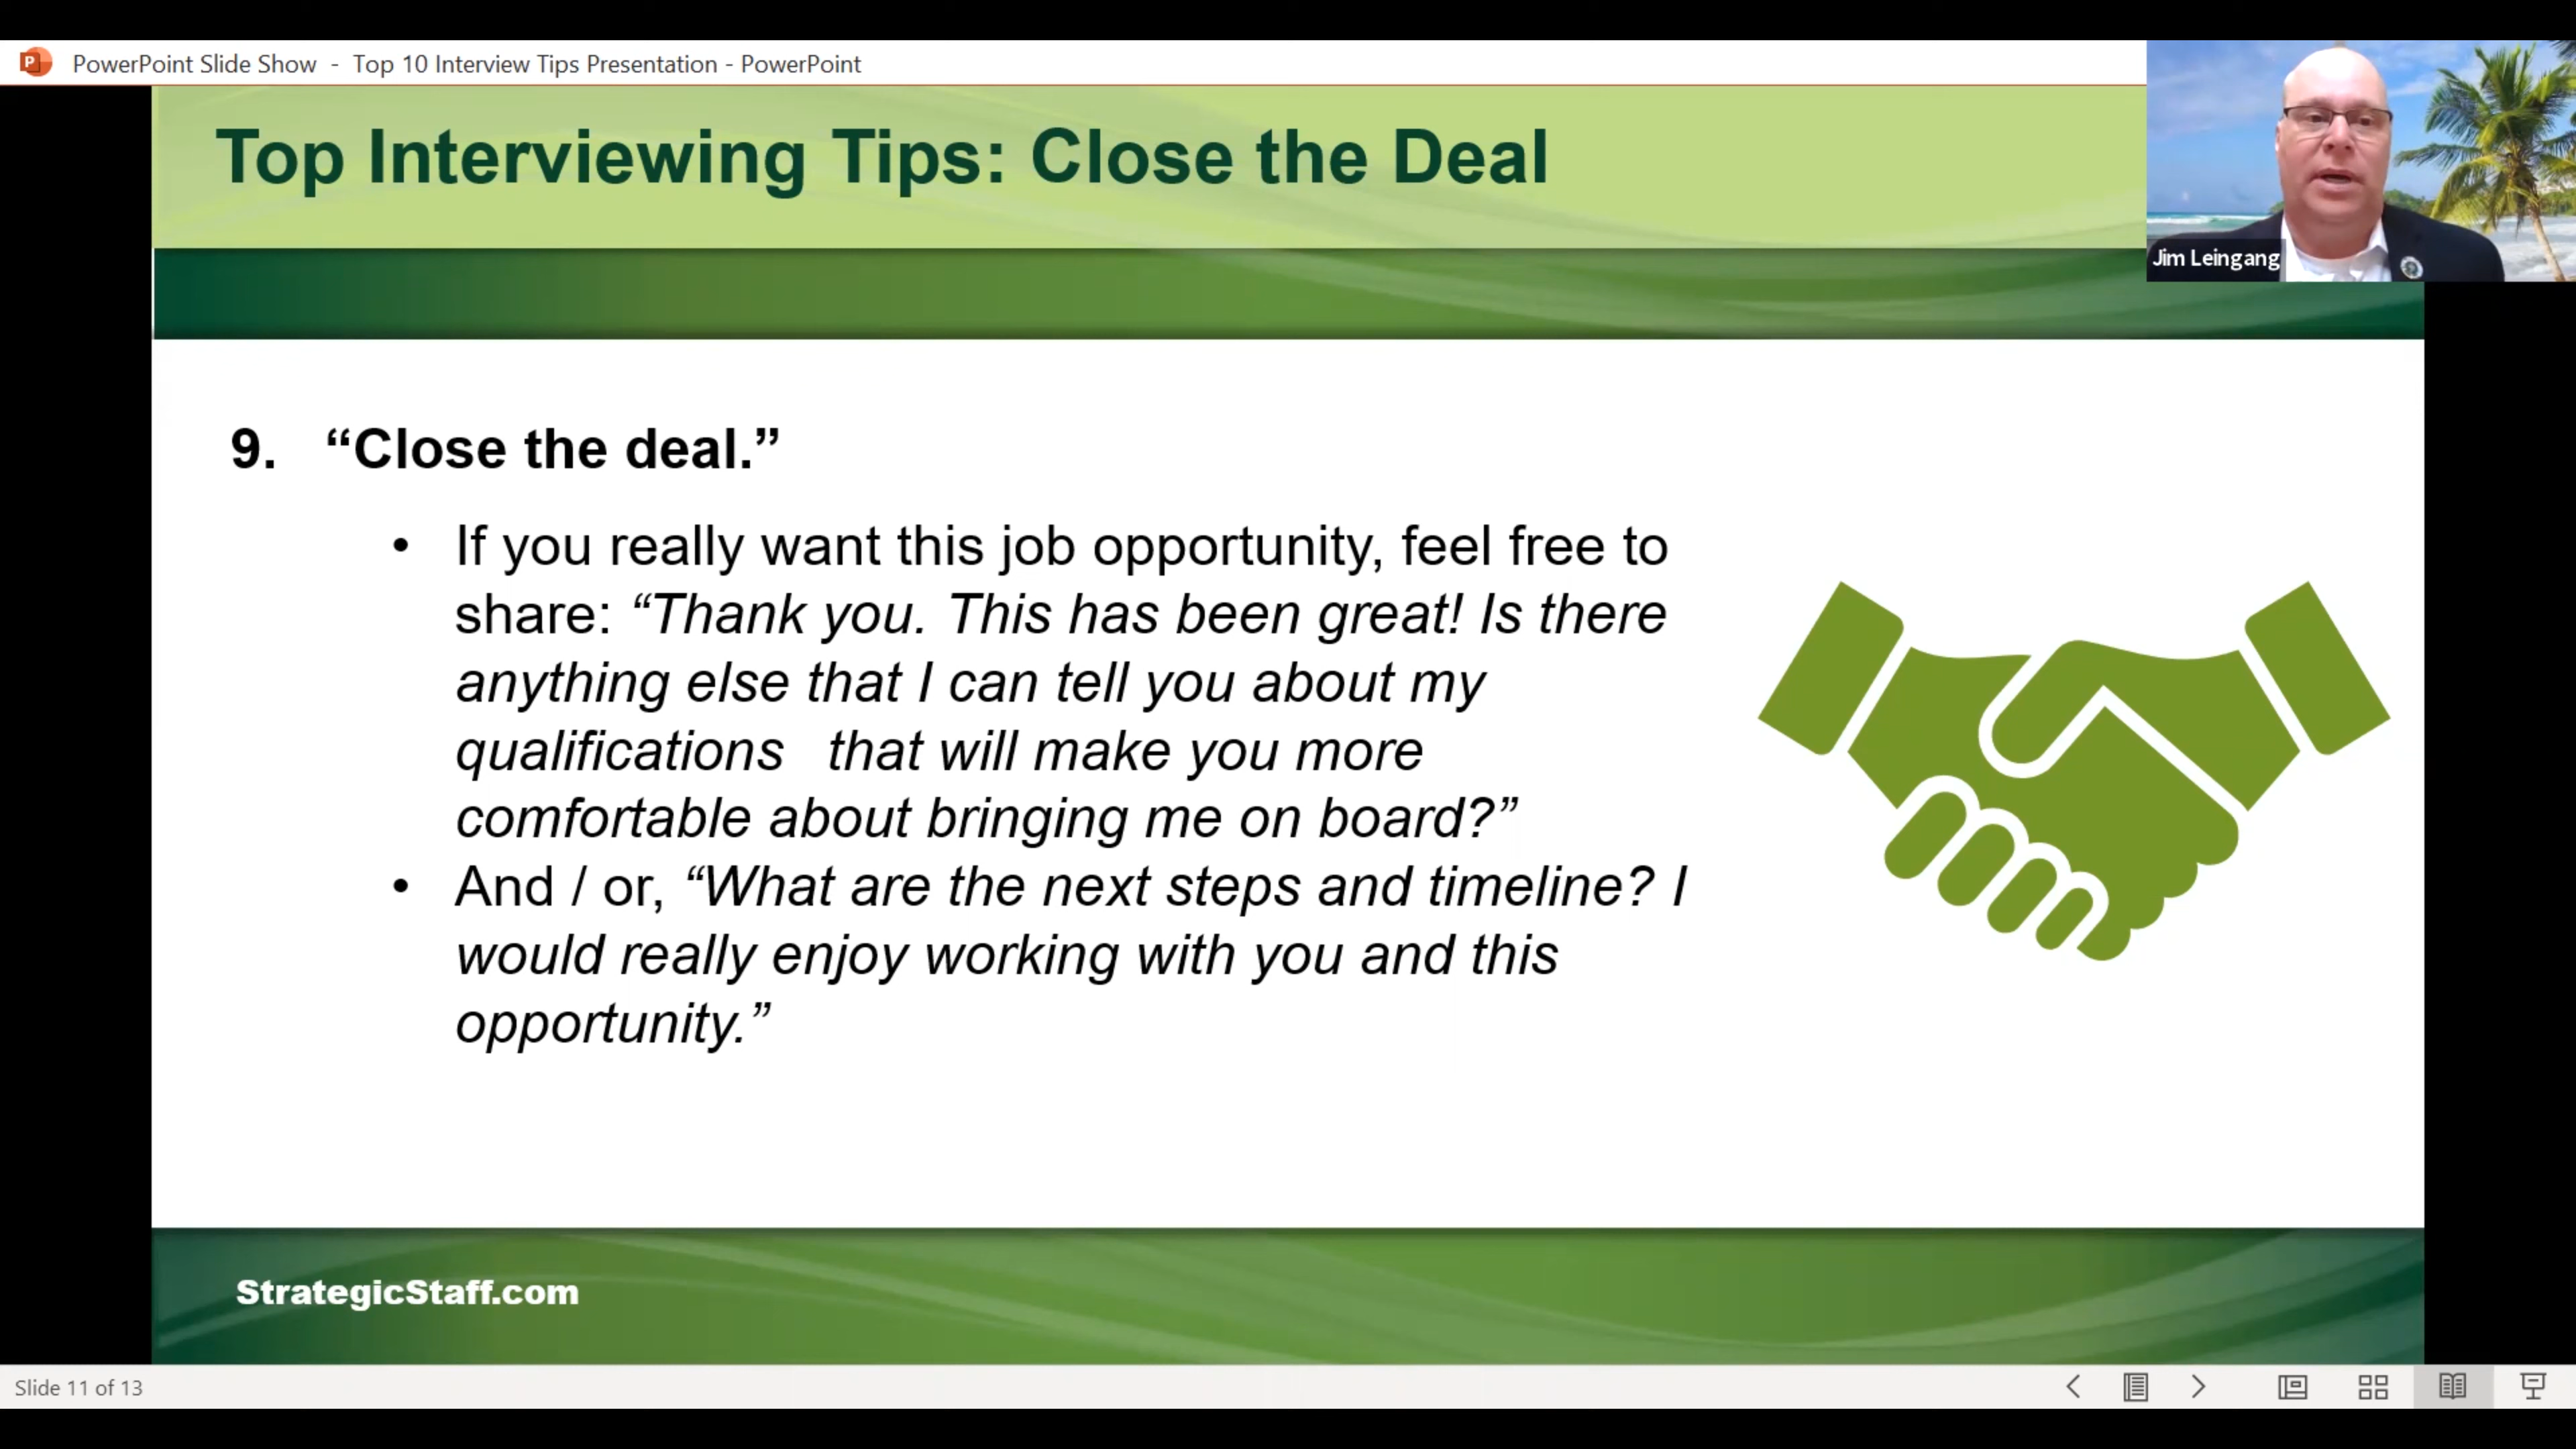 PowerPoint Slide Show - Top 10 Interview Tips Presentation - PowerPoint
Top Interviewing Tips: Close the Deal
Jim Leingang
9. “Close the deal.”
• If you really want this job opportunity, feel free to
share: “Thank you. This has been great! Is there
anything else that I can tell you about my
qualifications that will make you more
comfortable about bringing me on board?”
• And / or, “What are the next steps and timeline? I
would really enjoy working with you and this
opportunity.”
StrategicStaff.com
Slide 11 of 13